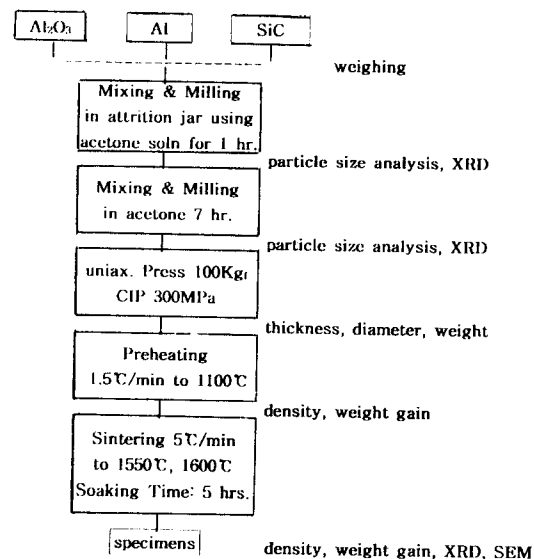 Al₂O₃ Al SiC
weighing
Mixing & Milling
in attrition jar using
acetone soln for 1 hr.
particle size analysis, XRD
Mixing & Milling
in acetone 7 hr.
particle size analysis, XRD
uniax. Press 100Kgf
CIP 300MPa
thickness, diameter, weight
Preheating
1.5℃/min to 1100℃
density, weight gain
Sintering 5℃/min
to 1550℃, 1600℃
Soaking Time: 5 hrs.
specimens
density, weight gain, XRD, SEM